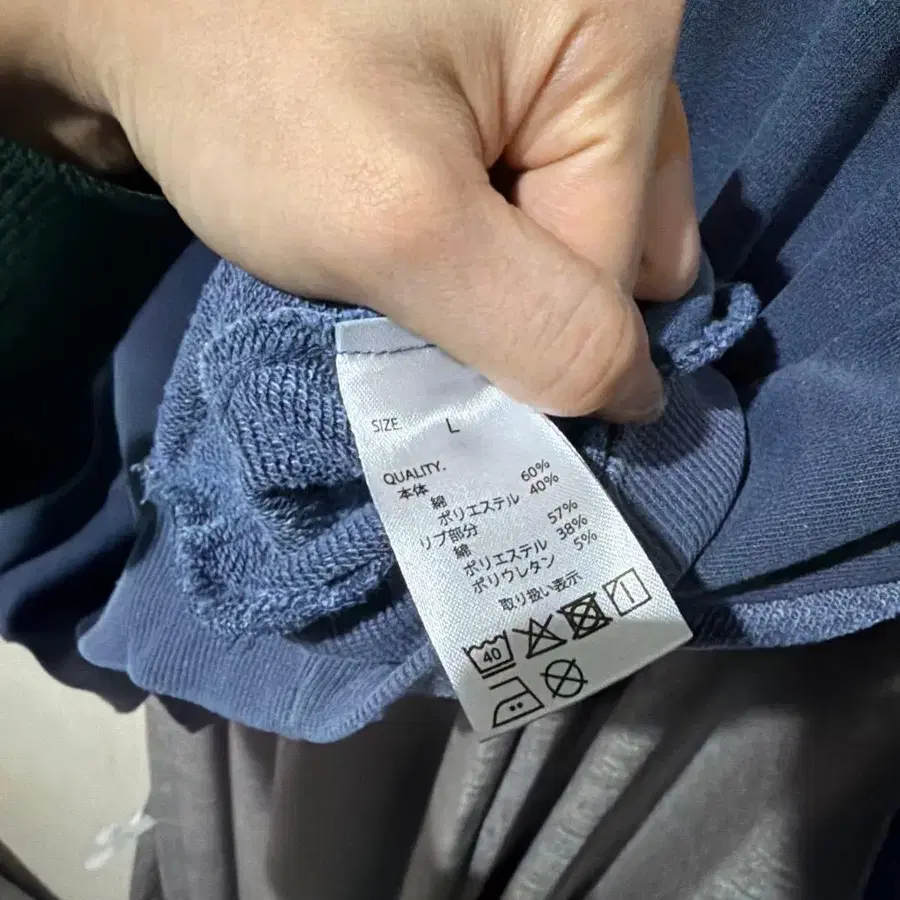 SIZE. L
QUALITY.
本体
綿 60%
ポリエステル 40%
リブ部分
綿 57%
ポリエステル 38%
ポリウレタン 5%
取り扱い表示
40